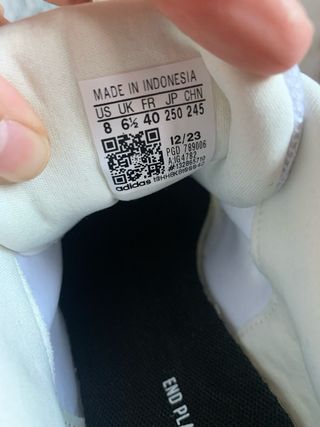 MADE IN INDONESIA
US UK FR JP CHN
8 6½ 40 250 245
12/23
PGD 789006
adidas
END PLA